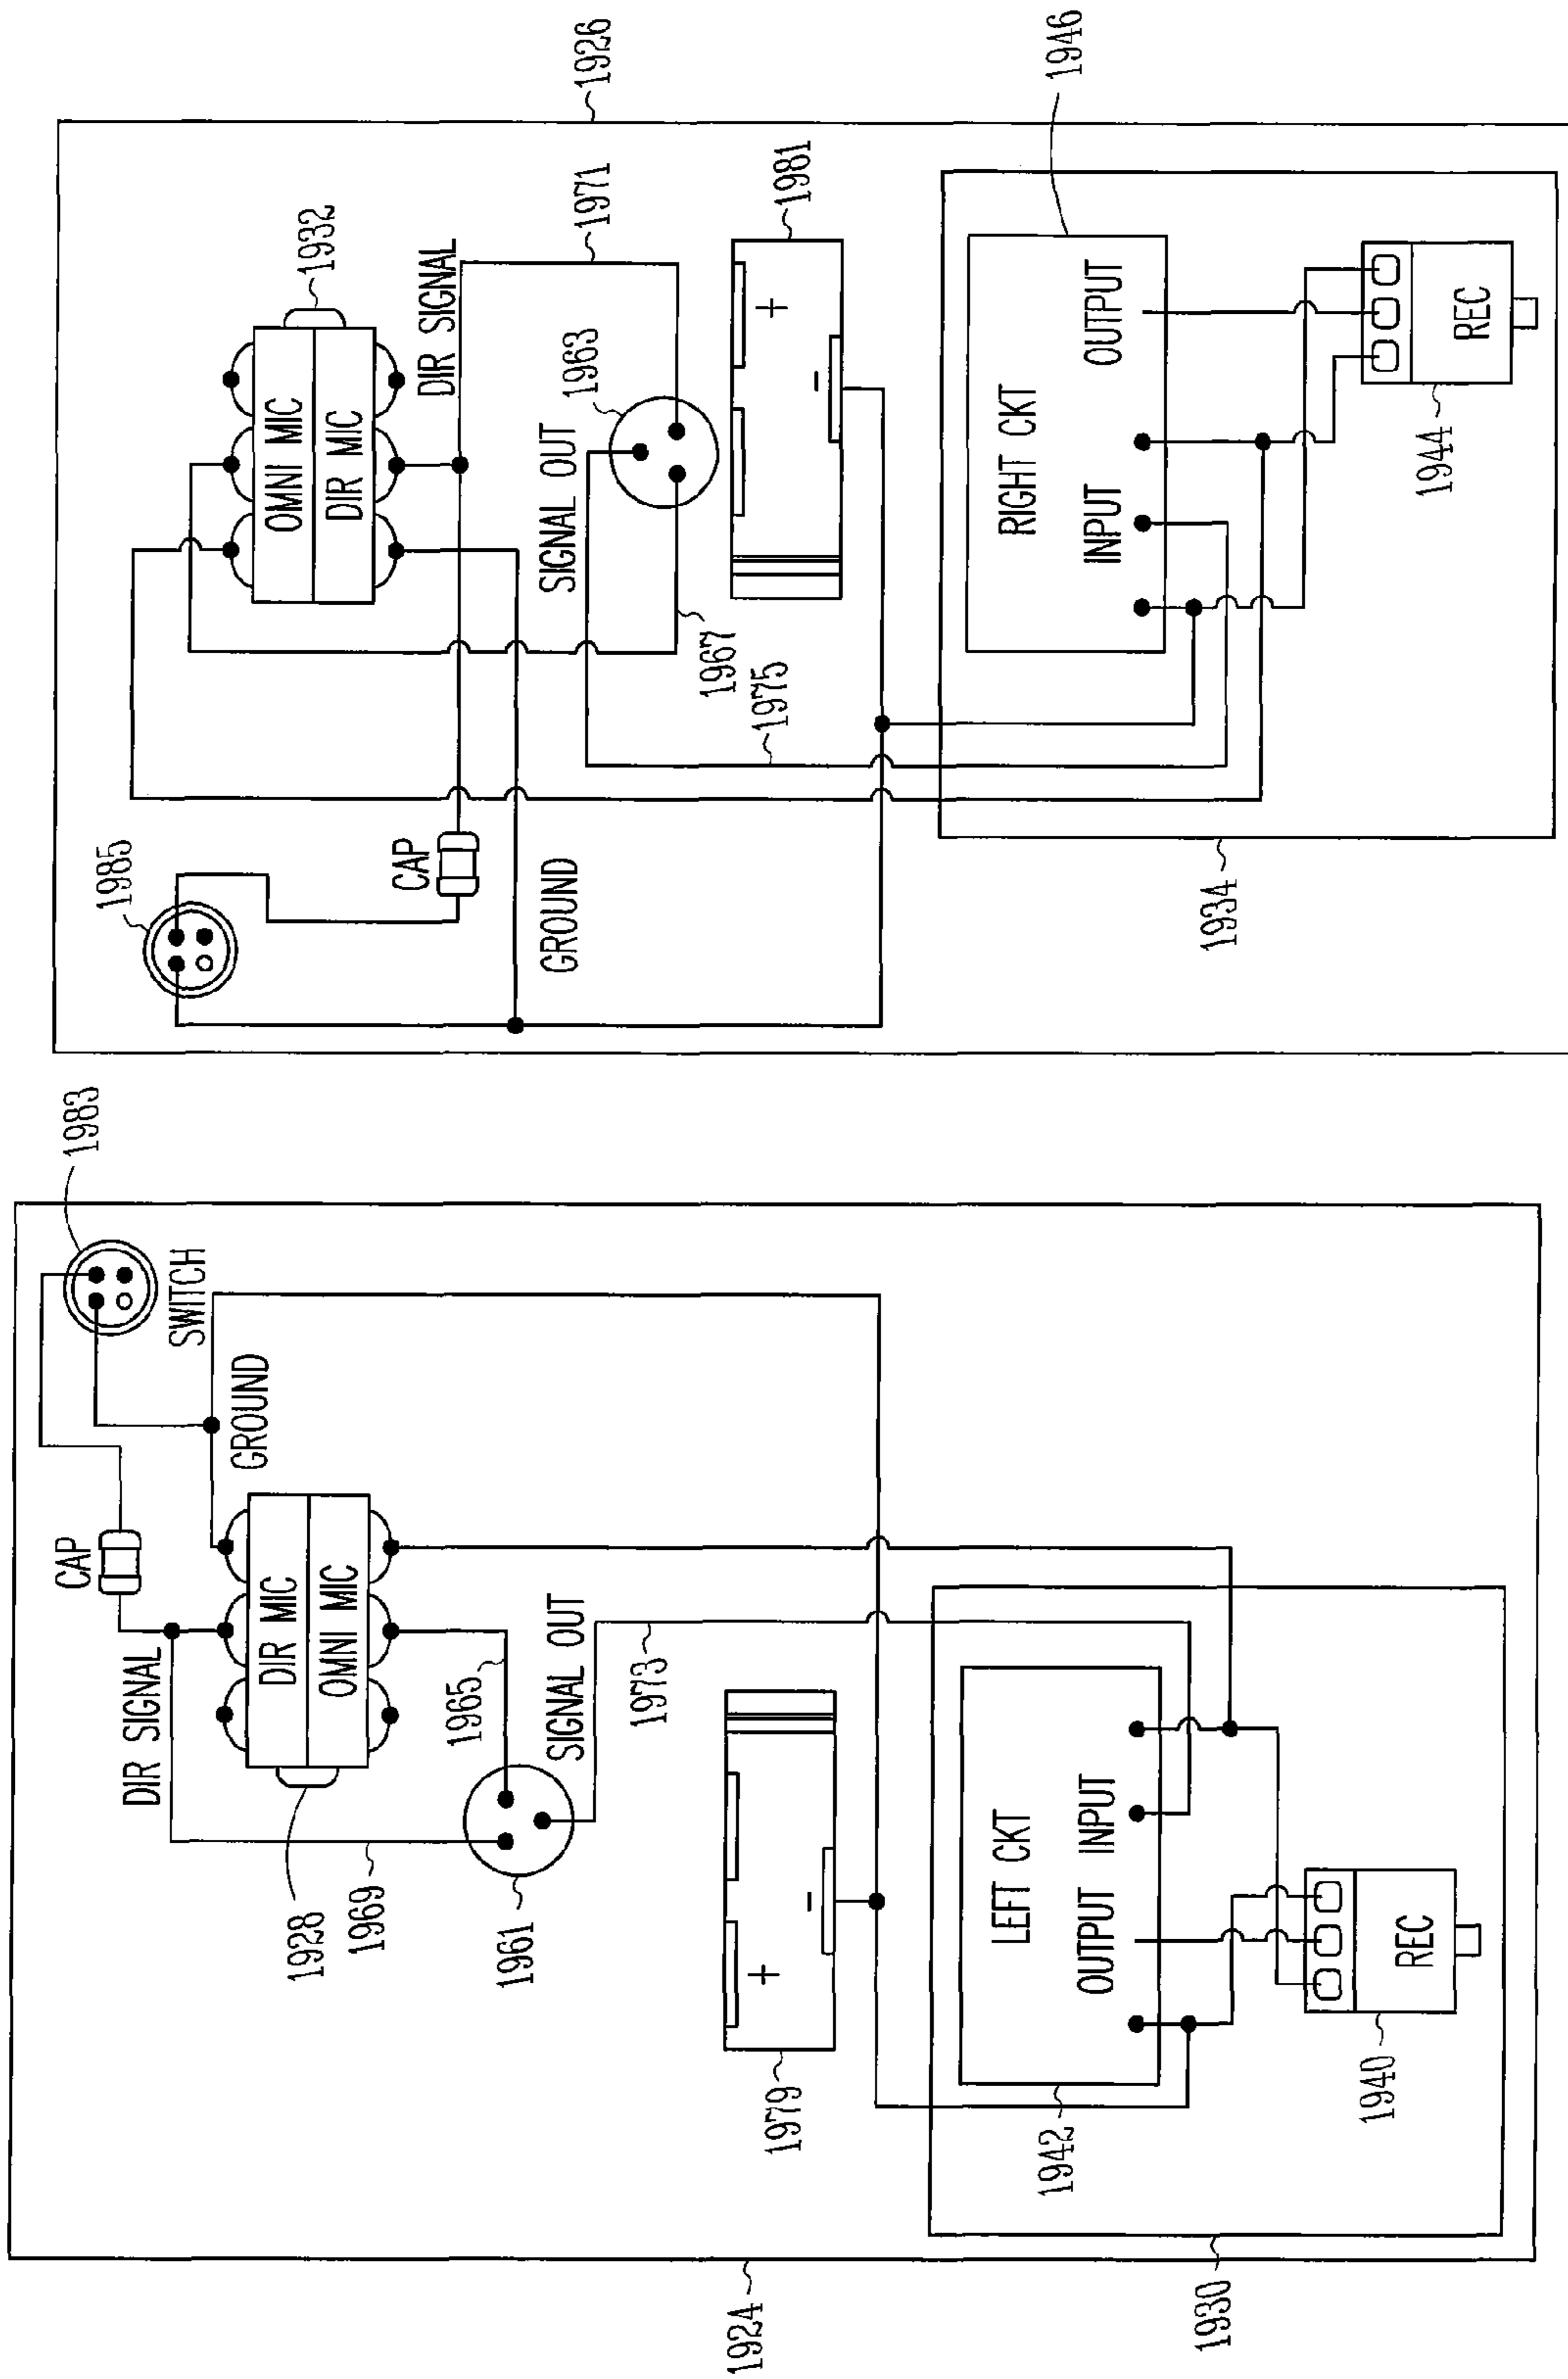 1983
SWITCH
CAP
GROUND
DIR SIGNAL
DIR MIC
OMNI MIC
1928
1969
1965
1961
SIGNAL OUT
1973
+
-
1979
LEFT CKT
OUTPUT INPUT
1942
REC
1940
1924
1930
1985
CAP
GROUND
OMNI MIC
DIR MIC
1932
DIR SIGNAL
1926
1971
SIGNAL OUT
1963
1967
1975
1981
+
-
1946
RIGHT CKT
INPUT OUTPUT
REC
1944
1934